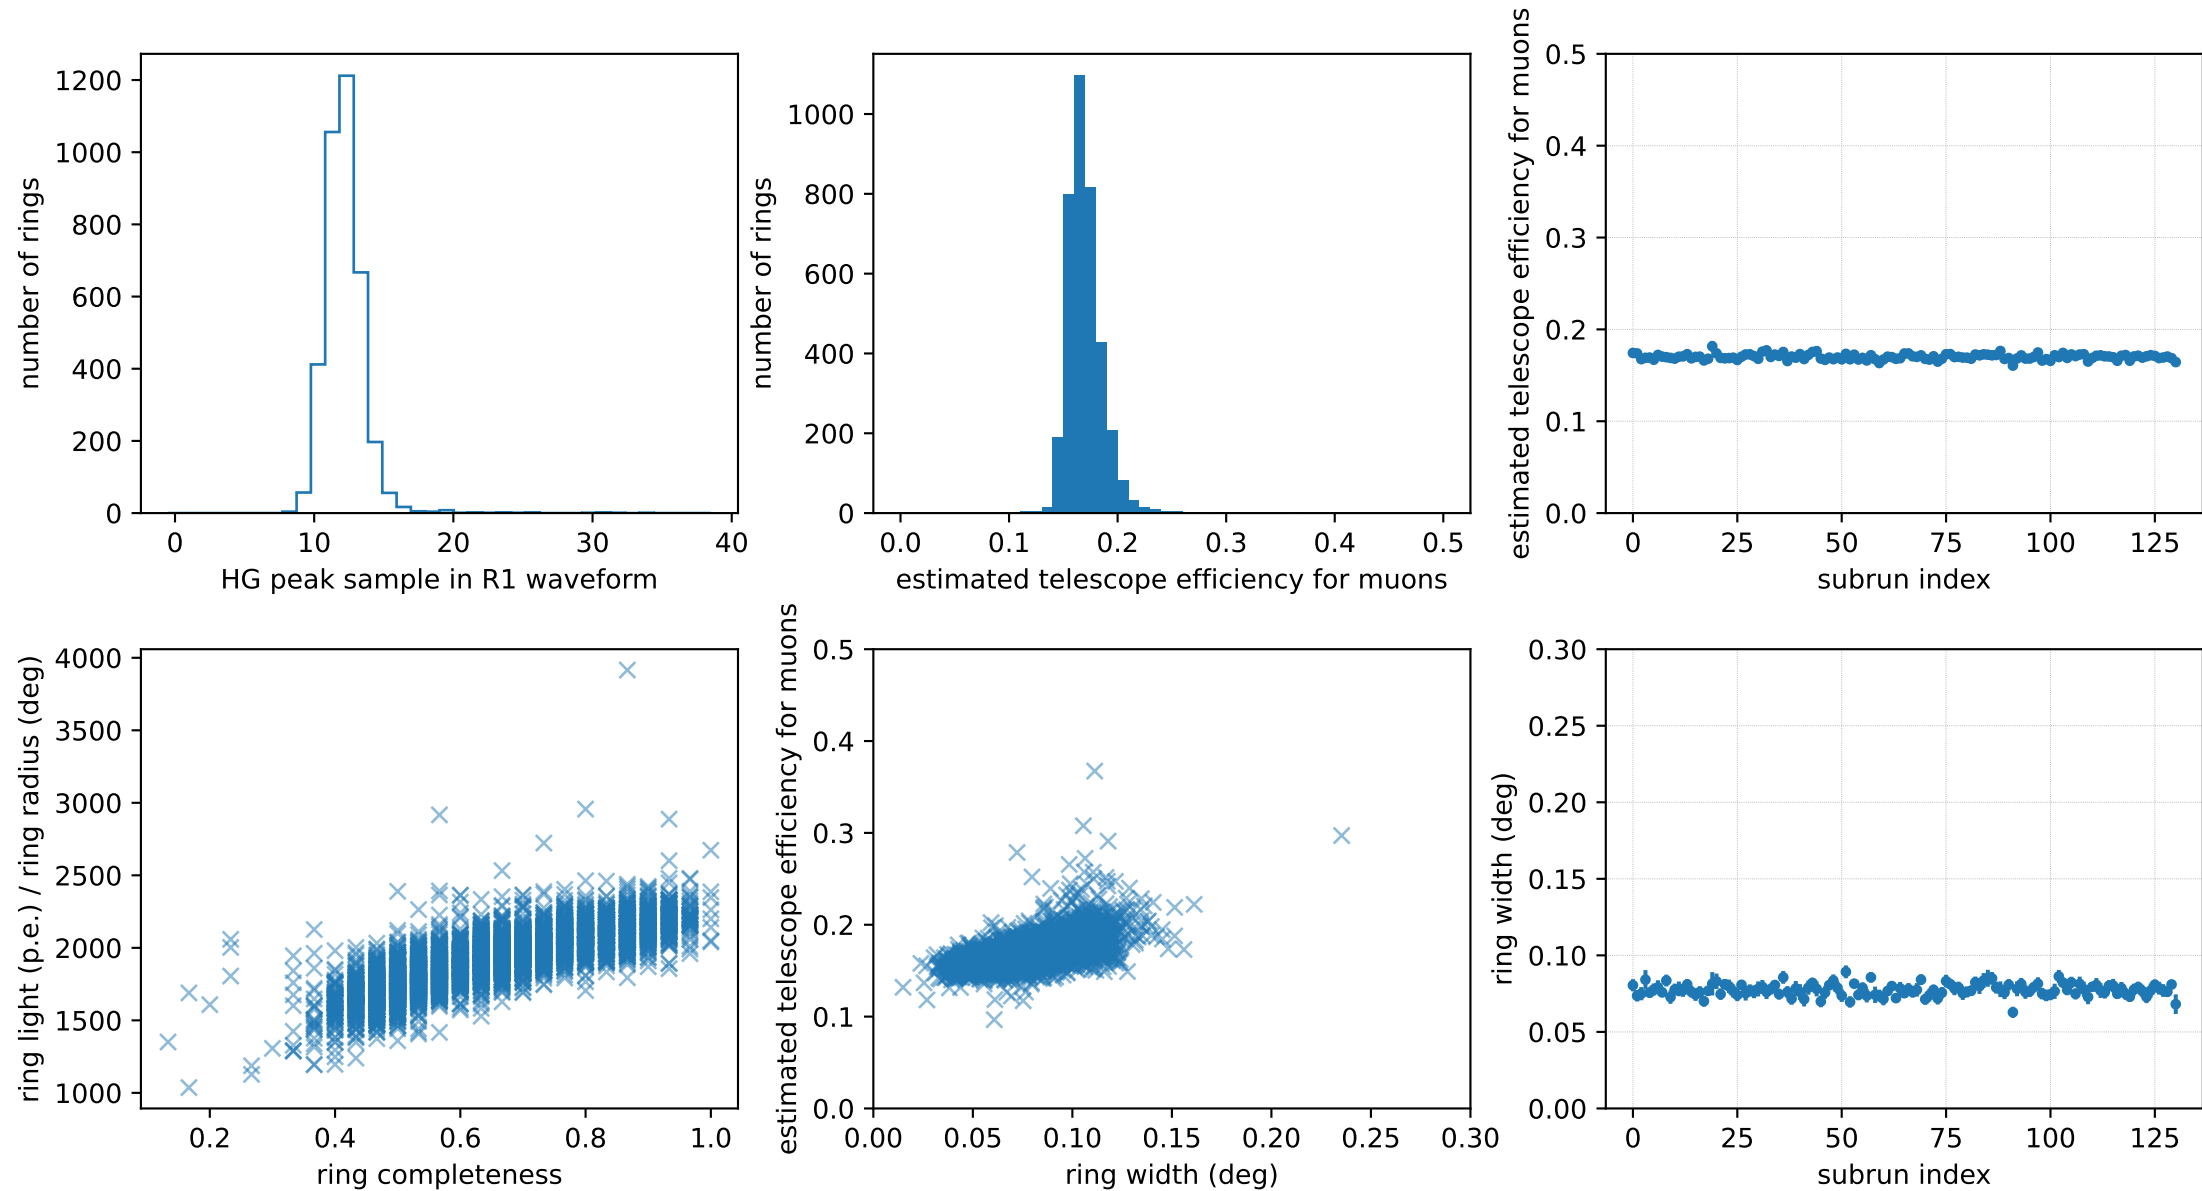 number of rings
1200
1000
800
600
400
200
0
0 10 20 30 40
HG peak sample in R1 waveform
number of rings
1000
800
600
400
200
0
0.0 0.1 0.2 0.3 0.4 0.5
estimated telescope efficiency for muons
estimated telescope efficiency for muons
0.5
0.4
0.3
0.2
0.1
0.0
0 25 50 75 100 125
subrun index
ring light (p.e.) / ring radius (deg)
4000
3500
3000
2500
2000
1500
1000
0.2 0.4 0.6 0.8 1.0
ring completeness
estimated telescope efficiency for muons
0.5
0.4
0.3
0.2
0.1
0.0
0.00 0.05 0.10 0.15 0.20 0.25 0.30
ring width (deg)
ring width (deg)
0.30
0.25
0.20
0.15
0.10
0.05
0.00
0 25 50 75 100 125
subrun index